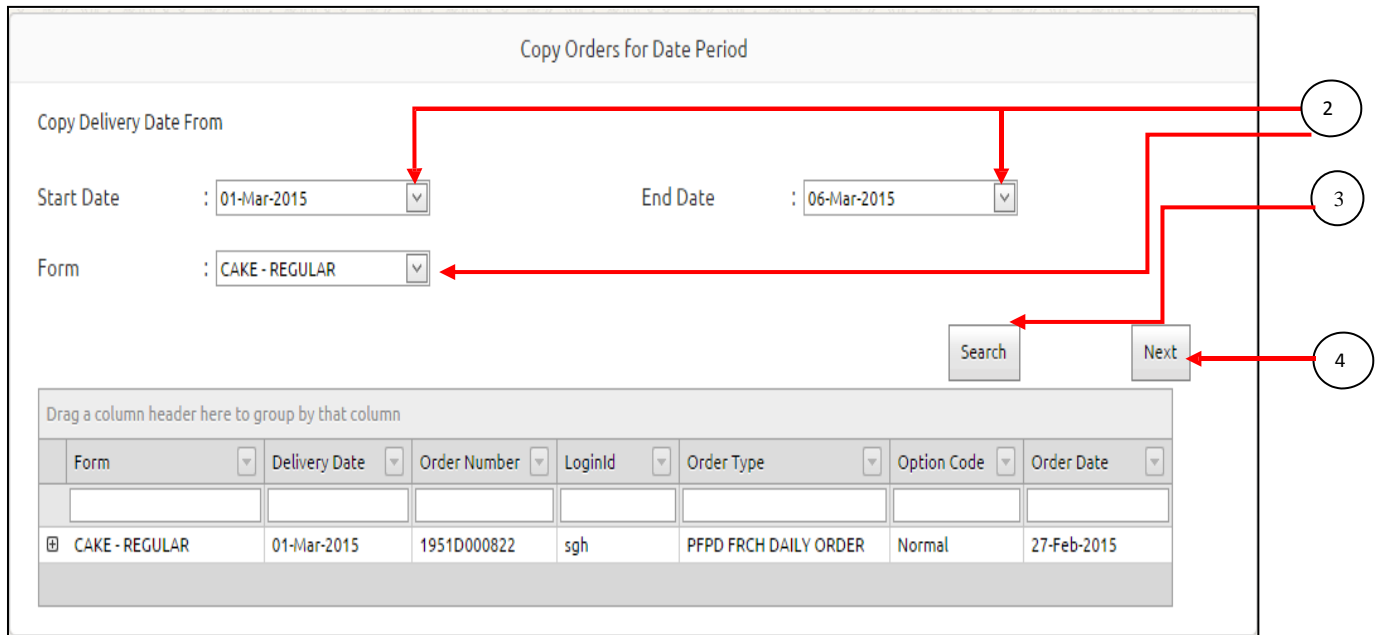 Copy Orders for Date Period
Copy Delivery Date From
2
Start Date : 01-Mar-2015 End Date : 06-Mar-2015
3
Form : CAKE - REGULAR
Search Next
4
Drag a column header here to group by that column
Form Delivery Date Order Number LoginId Order Type Option Code Order Date
CAKE - REGULAR 01-Mar-2015 1951D000822 sgh PFPD FRCH DAILY ORDER Normal 27-Feb-2015